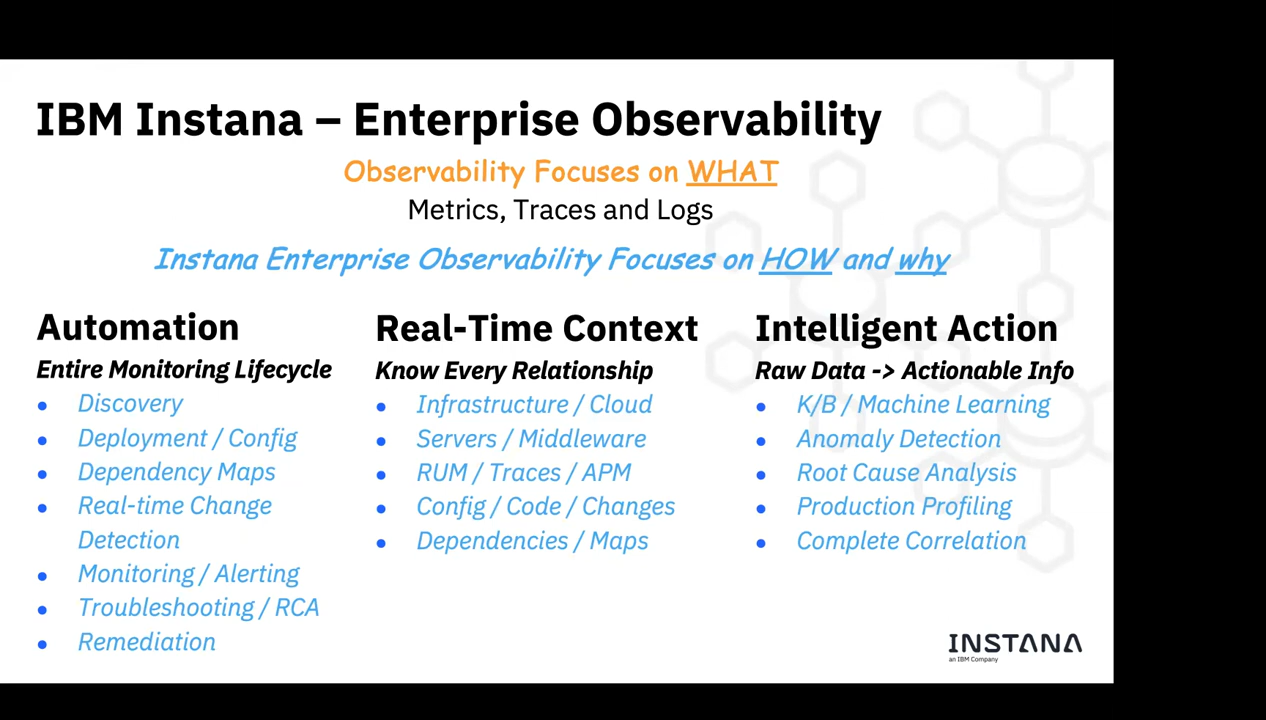 IBM Instana – Enterprise Observability
Observability Focuses on WHAT
Metrics, Traces and Logs
Instana Enterprise Observability Focuses on HOW and why
Automation
Entire Monitoring Lifecycle
• Discovery
• Deployment / Config
• Dependency Maps
• Real-time Change
Detection
• Monitoring / Alerting
• Troubleshooting / RCA
• Remediation
Real-Time Context
Know Every Relationship
• Infrastructure / Cloud
• Servers / Middleware
• RUM / Traces / APM
• Config / Code / Changes
• Dependencies / Maps
Intelligent Action
Raw Data -> Actionable Info
• K/B / Machine Learning
• Anomaly Detection
• Root Cause Analysis
• Production Profiling
• Complete Correlation
INSTANA
an IBM Company